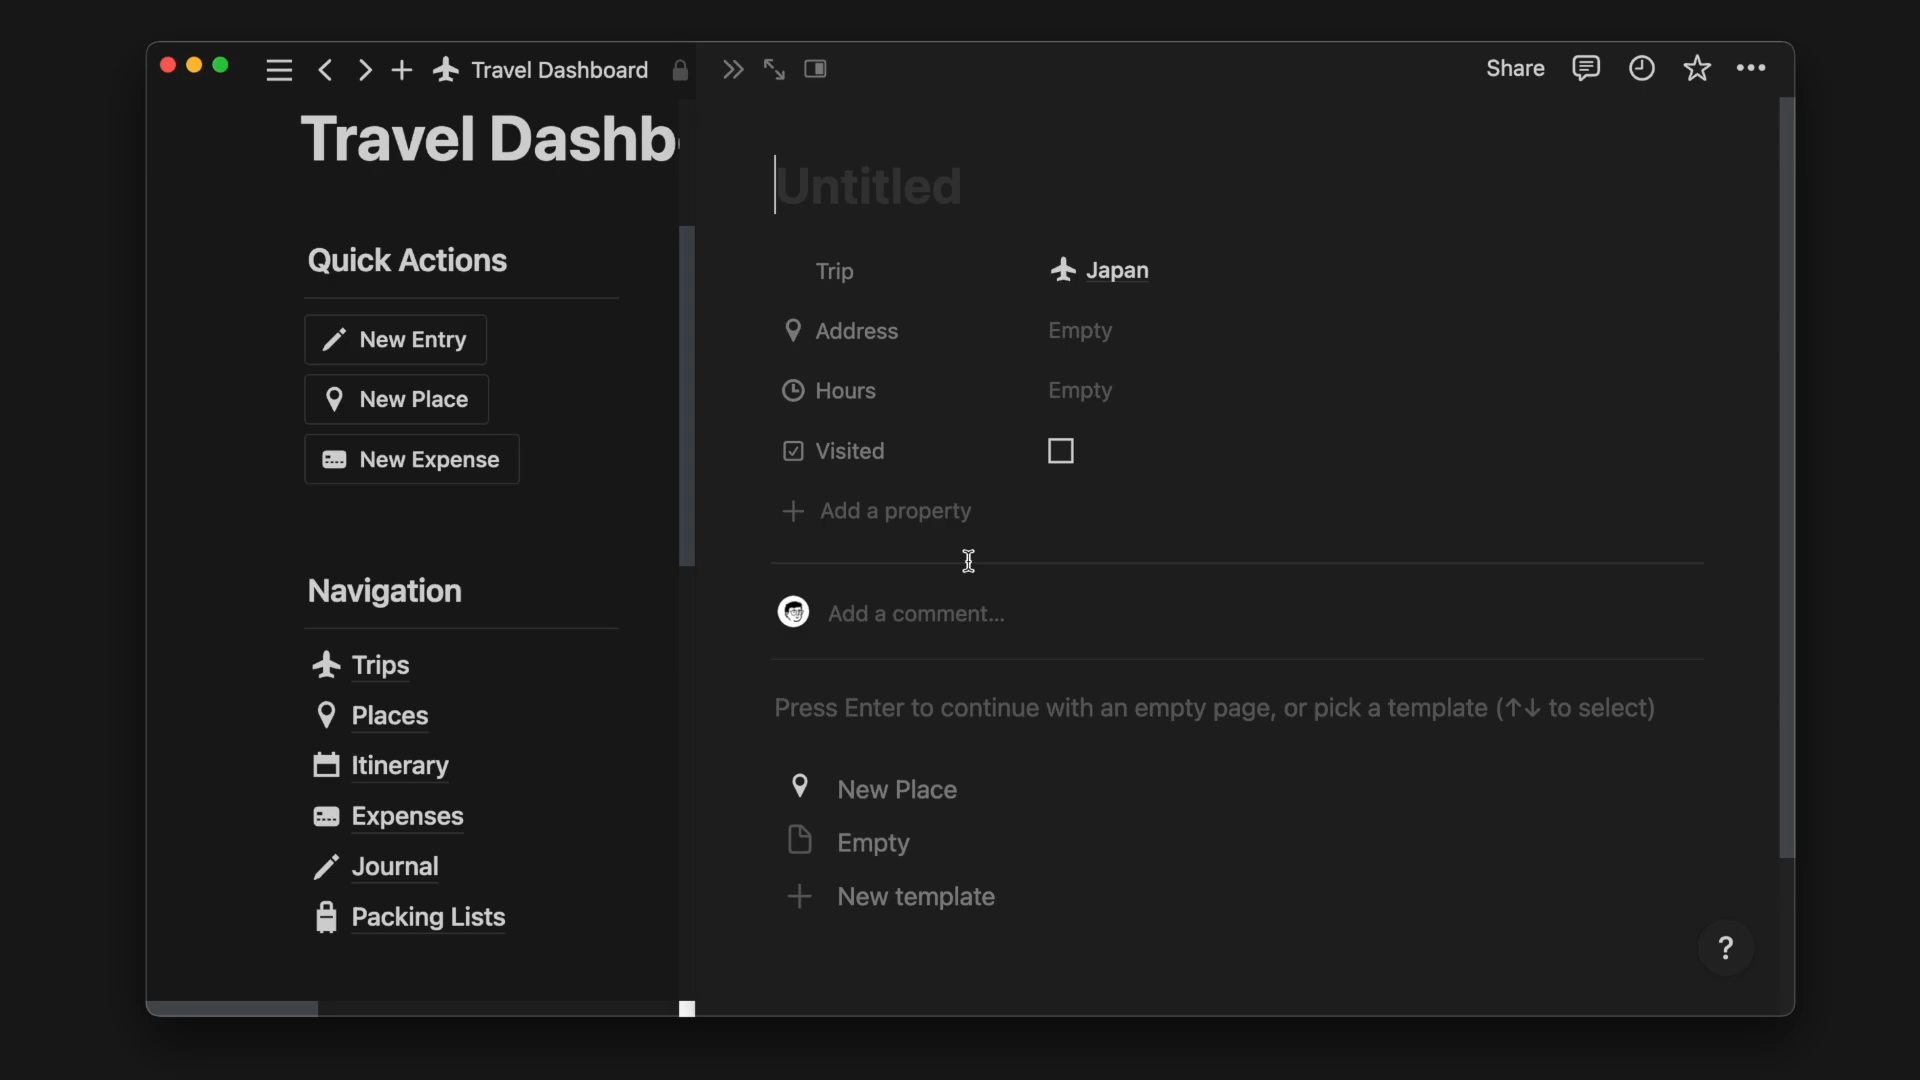 Travel Dashboard
Share
Travel Dashb
Quick Actions
New Entry
New Place
New Expense
Navigation
Trips
Places
Itinerary
Expenses
Journal
Packing Lists
Untitled
Trip Japan
Address Empty
Hours Empty
Visited
Add a property
Add a comment...
Press Enter to continue with an empty page, or pick a template (↑↓ to select)
New Place
Empty
New template
?